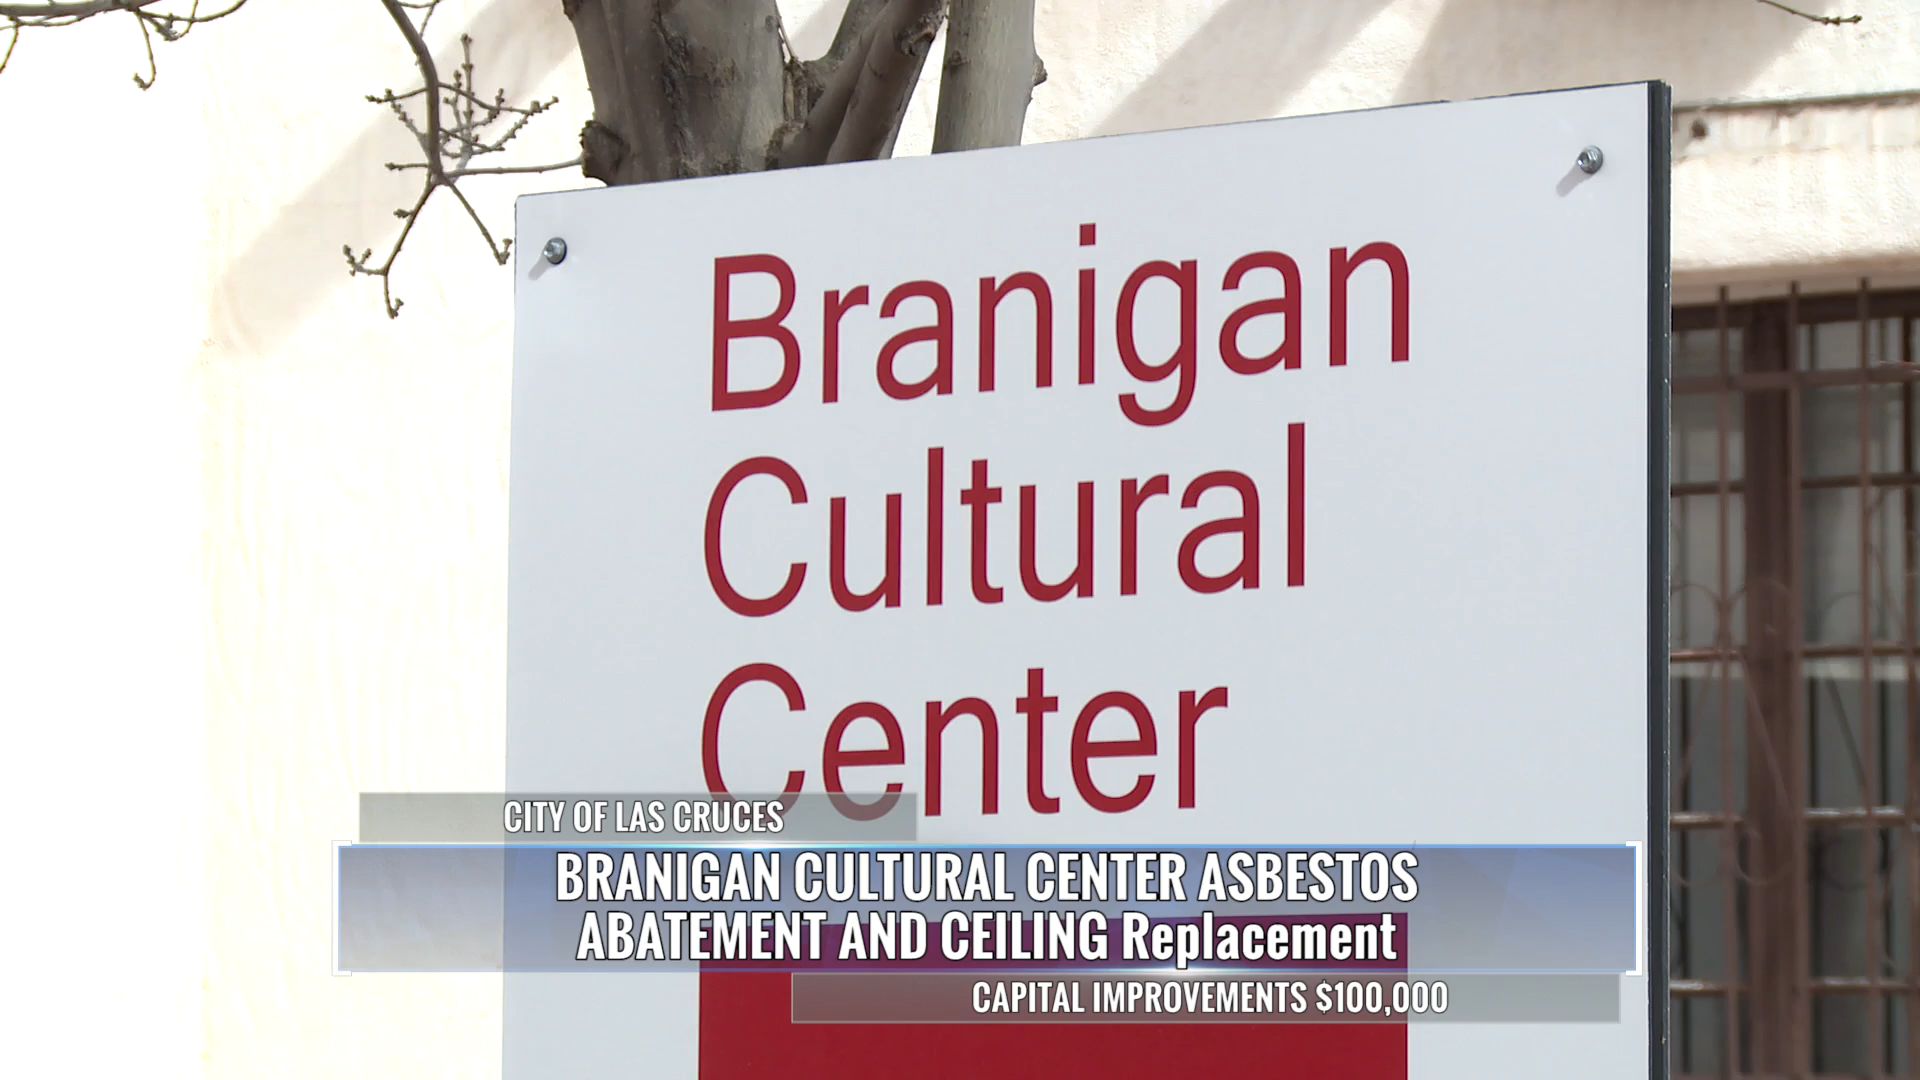 Branigan
Cultural
Center
CITY OF LAS CRUCES
BRANIGAN CULTURAL CENTER ASBESTOS
ABATEMENT AND CEILING Replacement
CAPITAL IMPROVEMENTS $100,000